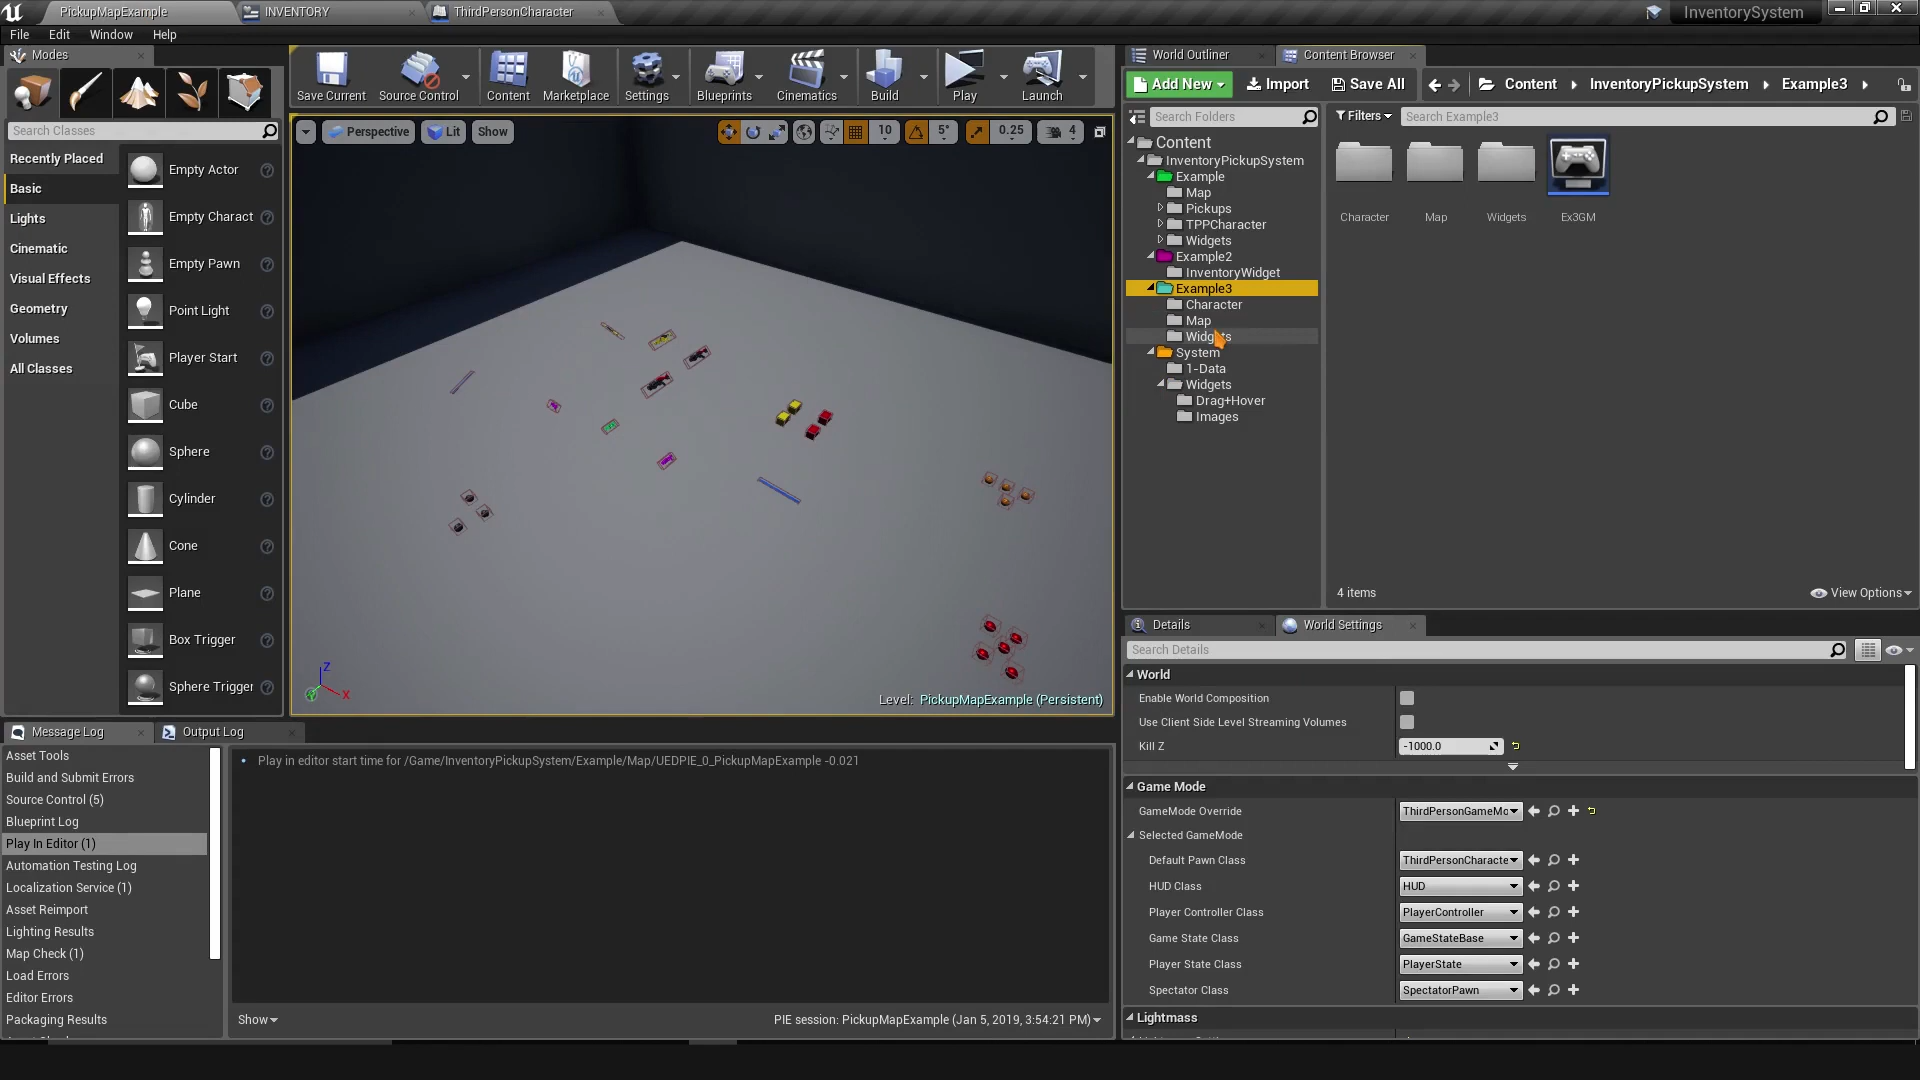 PickupMapExample
INVENTORY
ThirdPersonCharacter
InventorySystem
File Edit Window Help
Modes
Search Classes
Recently Placed
Basic
Lights
Cinematic
Visual Effects
Geometry
Volumes
All Classes
Empty Actor
Empty Charact
Empty Pawn
Point Light
Player Start
Cube
Sphere
Cylinder
Cone
Plane
Box Trigger
Sphere Trigger
Save Current
Source Control
Content
Marketplace
Settings
Blueprints
Cinematics
Build
Play
Launch
Perspective
Lit
Show
10
5°
0.25
4
Z
X
Level: PickupMapExample (Persistent)
World Outliner
Content Browser
Add New
Import
Save All
Content
InventoryPickupSystem
Example3
Search Folders
Filters
Search Example3
Content
InventoryPickupSystem
Example
Map
Pickups
TPPCharacter
Widgets
Example2
InventoryWidget
Example3
Character
Map
Widgets
System
1-Data
Widgets
Drag+Hover
Images
Character
Map
Widgets
Ex3GM
4 items
View Options
Details
World Settings
Search Details
World
Enable World Composition
Use Client Side Level Streaming Volumes
Kill Z
-1000.0
Game Mode
GameMode Override
ThirdPersonGameMo
Selected GameMode
Default Pawn Class
ThirdPersonCharacte
HUD Class
HUD
Player Controller Class
PlayerController
Game State Class
GameStateBase
Player State Class
PlayerState
Spectator Class
SpectatorPawn
Lightmass
Message Log
Output Log
Asset Tools
Build and Submit Errors
Source Control (5)
Blueprint Log
Play In Editor (1)
Automation Testing Log
Localization Service (1)
Asset Reimport
Lighting Results
Map Check (1)
Load Errors
Editor Errors
Packaging Results
• Play in editor start time for /Game/InventoryPickupSystem/Example/Map/UEDPIE_0_PickupMapExample -0.021
Show
PIE session: PickupMapExample (Jan 5, 2019, 3:54:21 PM)